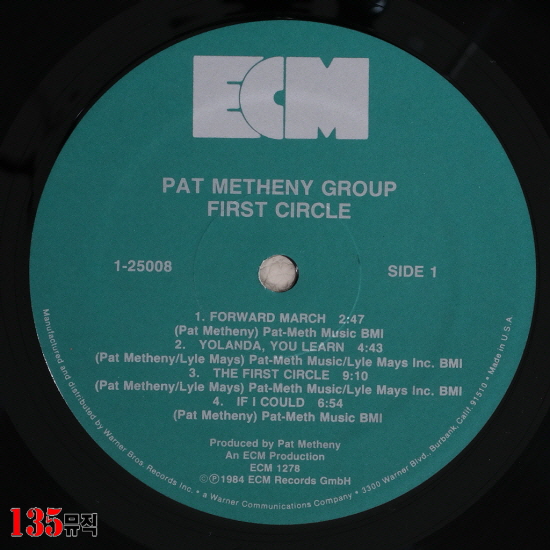 ECM
PAT METHENY GROUP
FIRST CIRCLE
1-25008
SIDE 1
1. FORWARD MARCH 2:47
(Pat Metheny) Pat-Meth Music BMI
2. YOLANDA, YOU LEARN 4:43
(Pat Metheny/Lyle Mays) Pat-Meth Music/Lyle Mays Inc. BMI
3. THE FIRST CIRCLE 9:10
(Pat Metheny/Lyle Mays) Pat-Meth Music/Lyle Mays Inc. BMI
4. IF I COULD 6:54
(Pat Metheny) Pat-Meth Music BMI
Produced by Pat Metheny
An ECM Production
ECM 1278
©℗1984 ECM Records GmbH
Manufactured and distributed by Warner Bros. Records Inc. • a Warner Communications Company • 3300 Warner Blvd., Burbank, Calif. 91510 • Made in U.S.A.
135뮤직